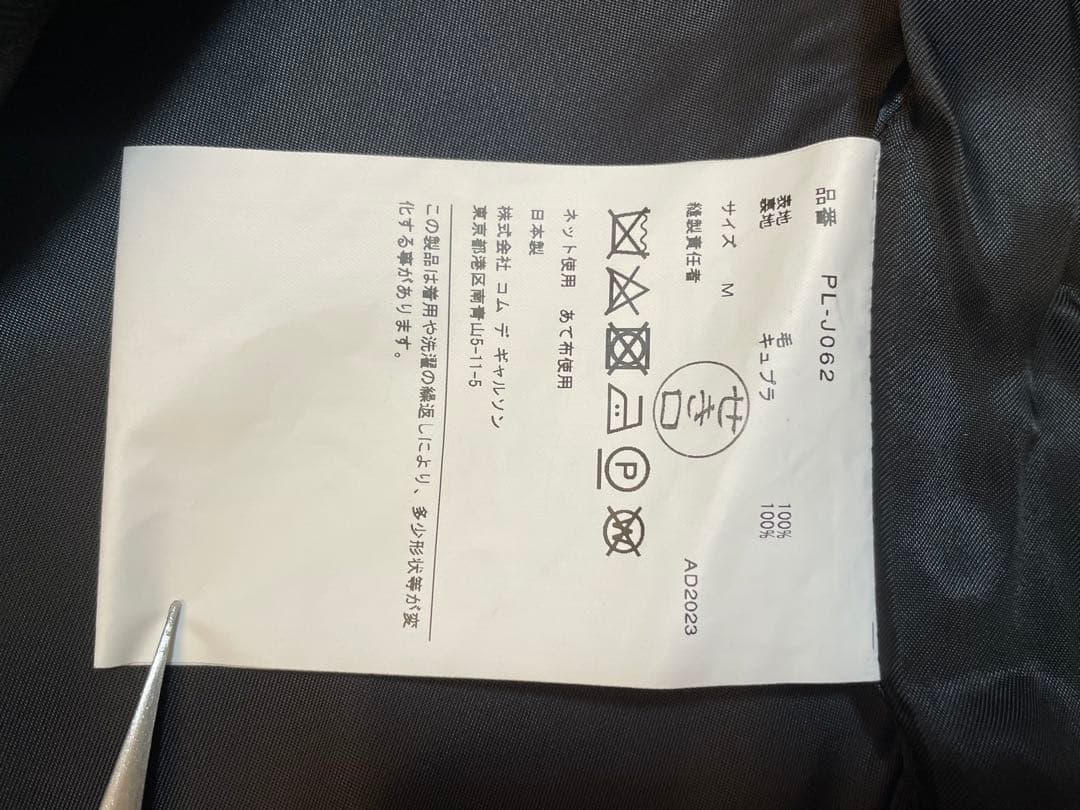 品番 PL-J062
表地 毛 100%
裏地 キュプラ 100%
サイズ M
縫製責任者 せき口 AD2023
P
W
ネット使用 あて布使用
日本製
株式会社 コム デ ギャルソン
東京都港区南青山5-11-5
この製品は着用や洗濯の繰返しにより、多少形状等が変
化する事があります。